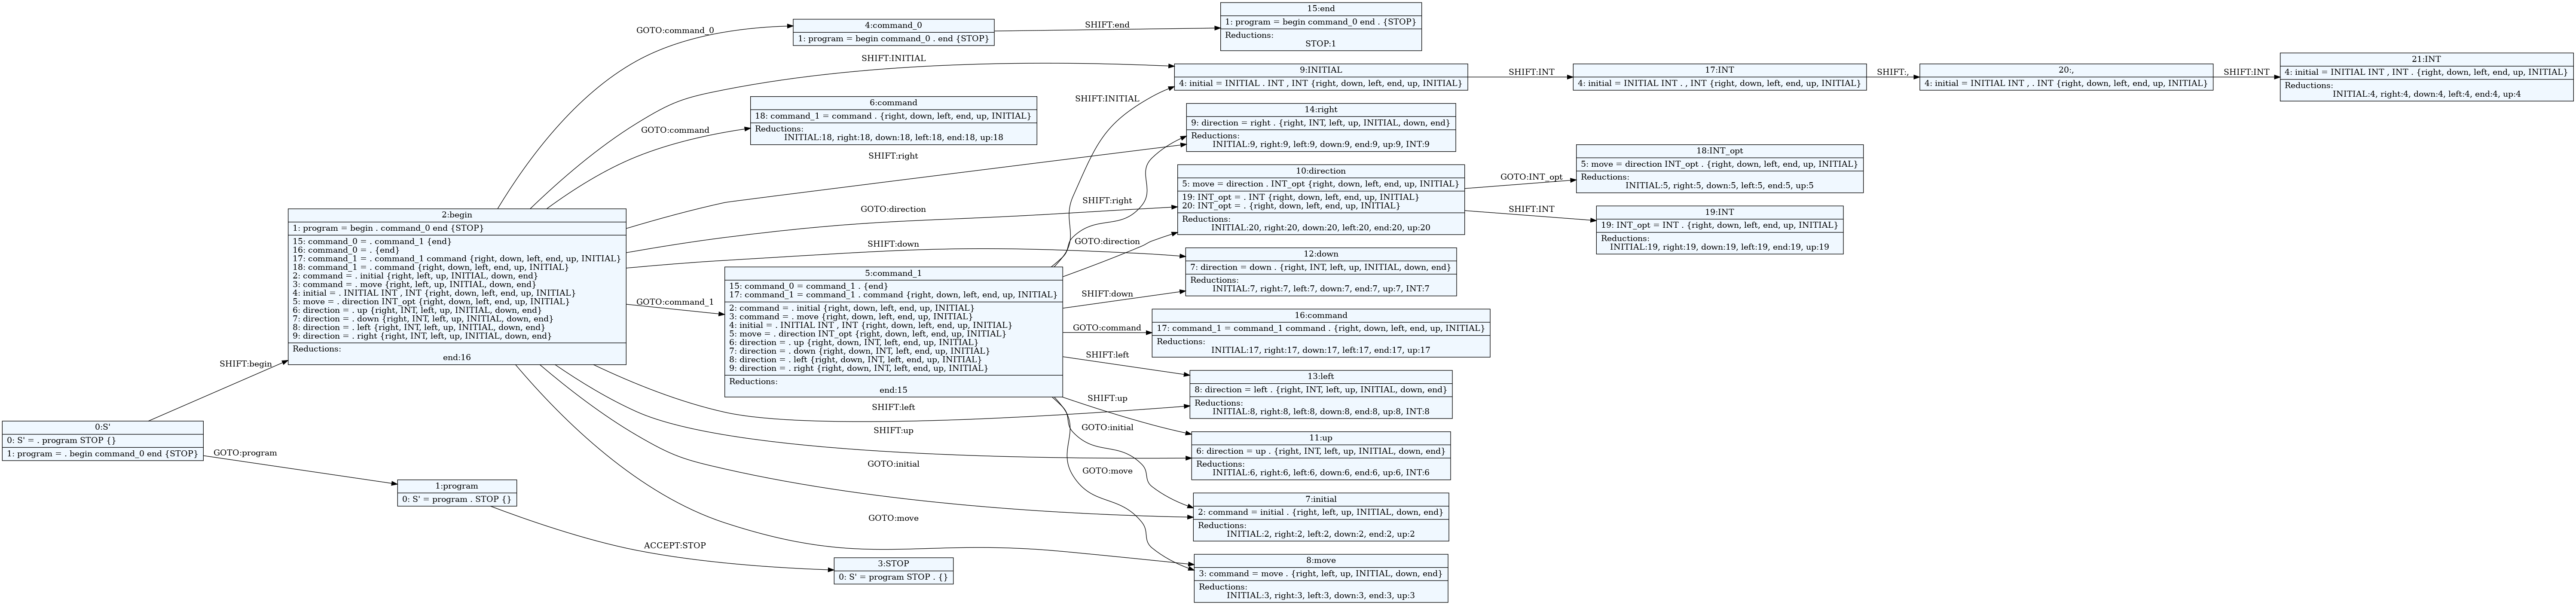 0:S'
0: S' = . program STOP {}
1: program = . begin command_0 end {STOP}
SHIFT:begin
GOTO:program
1:program
0: S' = program . STOP {}
ACCEPT:STOP
3:STOP
0: S' = program STOP . {}
2:begin
1: program = begin . command_0 end {STOP}
15: command_0 = . command_1 {end}
16: command_0 = . {end}
17: command_1 = . command_1 command {right, down, left, end, up, INITIAL}
18: command_1 = . command {right, down, left, end, up, INITIAL}
2: command = . initial {right, left, up, INITIAL, down, end}
3: command = . move {right, left, up, INITIAL, down, end}
4: initial = . INITIAL INT , INT {right, down, left, end, up, INITIAL}
5: move = . direction INT_opt {right, down, left, end, up, INITIAL}
6: direction = . up {right, INT, left, up, INITIAL, down, end}
7: direction = . down {right, INT, left, up, INITIAL, down, end}
8: direction = . left {right, INT, left, up, INITIAL, down, end}
9: direction = . right {right, INT, left, up, INITIAL, down, end}
Reductions:
end:16
GOTO:command_0
SHIFT:INITIAL
GOTO:command
SHIFT:right
GOTO:direction
SHIFT:down
GOTO:command_1
SHIFT:left
SHIFT:up
GOTO:initial
GOTO:move
4:command_0
1: program = begin command_0 . end {STOP}
SHIFT:end
15:end
1: program = begin command_0 end . {STOP}
Reductions:
STOP:1
6:command
18: command_1 = command . {right, down, left, end, up, INITIAL}
Reductions:
INITIAL:18, right:18, down:18, left:18, end:18, up:18
5:command_1
15: command_0 = command_1 . {end}
17: command_1 = command_1 . command {right, down, left, end, up, INITIAL}
2: command = . initial {right, down, left, end, up, INITIAL}
3: command = . move {right, down, left, end, up, INITIAL}
4: initial = . INITIAL INT , INT {right, down, left, end, up, INITIAL}
5: move = . direction INT_opt {right, down, left, end, up, INITIAL}
6: direction = . up {right, down, INT, left, end, up, INITIAL}
7: direction = . down {right, down, INT, left, end, up, INITIAL}
8: direction = . left {right, down, INT, left, end, up, INITIAL}
9: direction = . right {right, down, INT, left, end, up, INITIAL}
Reductions:
end:15
SHIFT:INITIAL
SHIFT:right
GOTO:direction
SHIFT:down
GOTO:command
SHIFT:left
SHIFT:up
GOTO:initial
GOTO:move
9:INITIAL
4: initial = INITIAL . INT , INT {right, down, left, end, up, INITIAL}
SHIFT:INT
17:INT
4: initial = INITIAL INT . , INT {right, down, left, end, up, INITIAL}
SHIFT:,
20:,
4: initial = INITIAL INT , . INT {right, down, left, end, up, INITIAL}
SHIFT:INT
21:INT
4: initial = INITIAL INT , INT . {right, down, left, end, up, INITIAL}
Reductions:
INITIAL:4, right:4, down:4, left:4, end:4, up:4
14:right
9: direction = right . {right, INT, left, up, INITIAL, down, end}
Reductions:
INITIAL:9, right:9, left:9, down:9, end:9, up:9, INT:9
10:direction
5: move = direction . INT_opt {right, down, left, end, up, INITIAL}
19: INT_opt = . INT {right, down, left, end, up, INITIAL}
20: INT_opt = . {right, down, left, end, up, INITIAL}
Reductions:
INITIAL:20, right:20, down:20, left:20, end:20, up:20
GOTO:INT_opt
SHIFT:INT
18:INT_opt
5: move = direction INT_opt . {right, down, left, end, up, INITIAL}
Reductions:
INITIAL:5, right:5, down:5, left:5, end:5, up:5
19:INT
19: INT_opt = INT . {right, down, left, end, up, INITIAL}
Reductions:
INITIAL:19, right:19, down:19, left:19, end:19, up:19
12:down
7: direction = down . {right, INT, left, up, INITIAL, down, end}
Reductions:
INITIAL:7, right:7, left:7, down:7, end:7, up:7, INT:7
16:command
17: command_1 = command_1 command . {right, down, left, end, up, INITIAL}
Reductions:
INITIAL:17, right:17, down:17, left:17, end:17, up:17
13:left
8: direction = left . {right, INT, left, up, INITIAL, down, end}
Reductions:
INITIAL:8, right:8, left:8, down:8, end:8, up:8, INT:8
11:up
6: direction = up . {right, INT, left, up, INITIAL, down, end}
Reductions:
INITIAL:6, right:6, left:6, down:6, end:6, up:6, INT:6
7:initial
2: command = initial . {right, left, up, INITIAL, down, end}
Reductions:
INITIAL:2, right:2, left:2, down:2, end:2, up:2
8:move
3: command = move . {right, left, up, INITIAL, down, end}
Reductions:
INITIAL:3, right:3, left:3, down:3, end:3, up:3